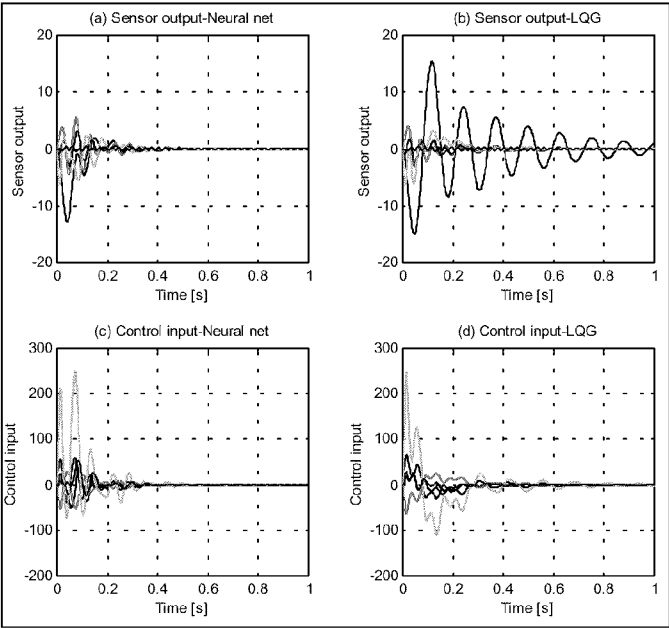 (a) Sensor output-Neural net
20
10
0
-10
-20
Sensor output
0 0.2 0.4 0.6 0.8 1
Time [s]
(b) Sensor output-LQG
20
10
0
-10
-20
Sensor output
0 0.2 0.4 0.6 0.8 1
Time [s]
(c) Control input-Neural net
300
200
100
0
-100
-200
Control input
0 0.2 0.4 0.6 0.8 1
Time [s]
(d) Control input-LQG
300
200
100
0
-100
-200
Control input
0 0.2 0.4 0.6 0.8 1
Time [s]